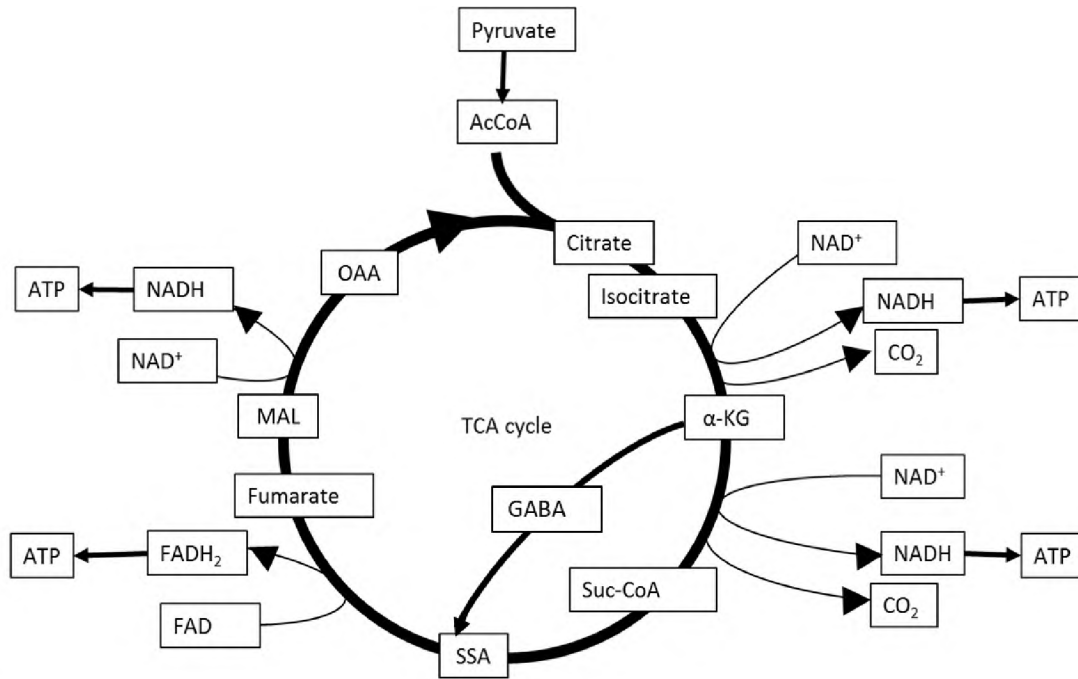 Pyruvate
AcCoA
Citrate
NAD⁺
OAA
Isocitrate
ATP
NADH
NADH
ATP
NAD⁺
CO₂
MAL
TCA cycle
α-KG
Fumarate
GABA
NAD⁺
ATP
FADH₂
NADH
ATP
Suc-CoA
CO₂
FAD
SSA